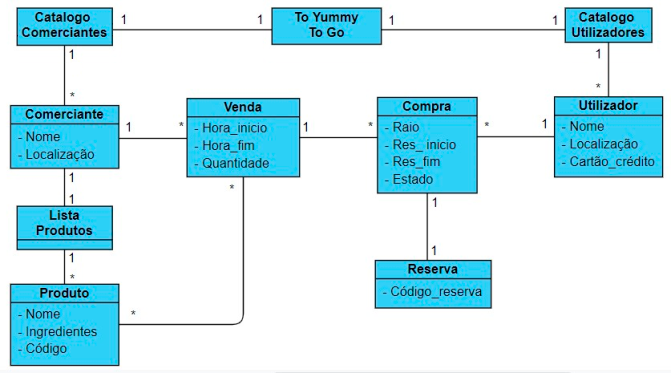 Catalogo
Comerciantes
1
1
To Yummy
To Go
1
1
Catalogo
Utilizadores
1
*
1
*
Comerciante
- Nome
- Localização
1
*
Venda
- Hora_inicio
- Hora_fim
- Quantidade
1
*
Compra
- Raio
- Res_inicio
- Res_fim
- Estado
*
1
Utilizador
- Nome
- Localização
- Cartão_crédito
1
1
Lista
Produtos
1
*
*
1
1
Reserva
- Código_reserva
Produto
- Nome
- Ingredientes
- Código
*